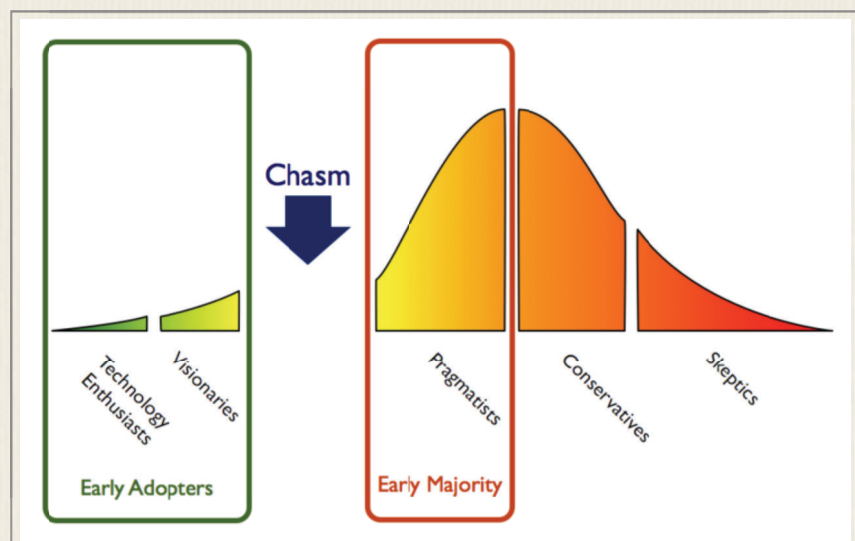 Chasm
Technology
Enthusiasts
Visionaries
Pragmatists
Conservatives
Skeptics
Early Adopters
Early Majority